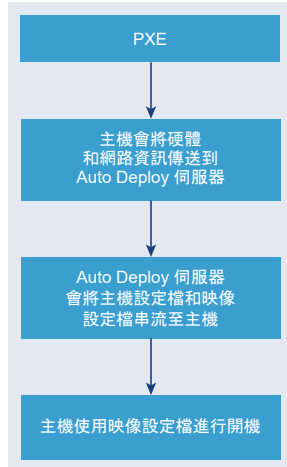 PXE
主機會將硬體
和網路資訊傳送到
Auto Deploy 伺服器
Auto Deploy 伺服器
會將主機設定檔和映像
設定檔串流至主機
主機使用映像設定檔進行開機